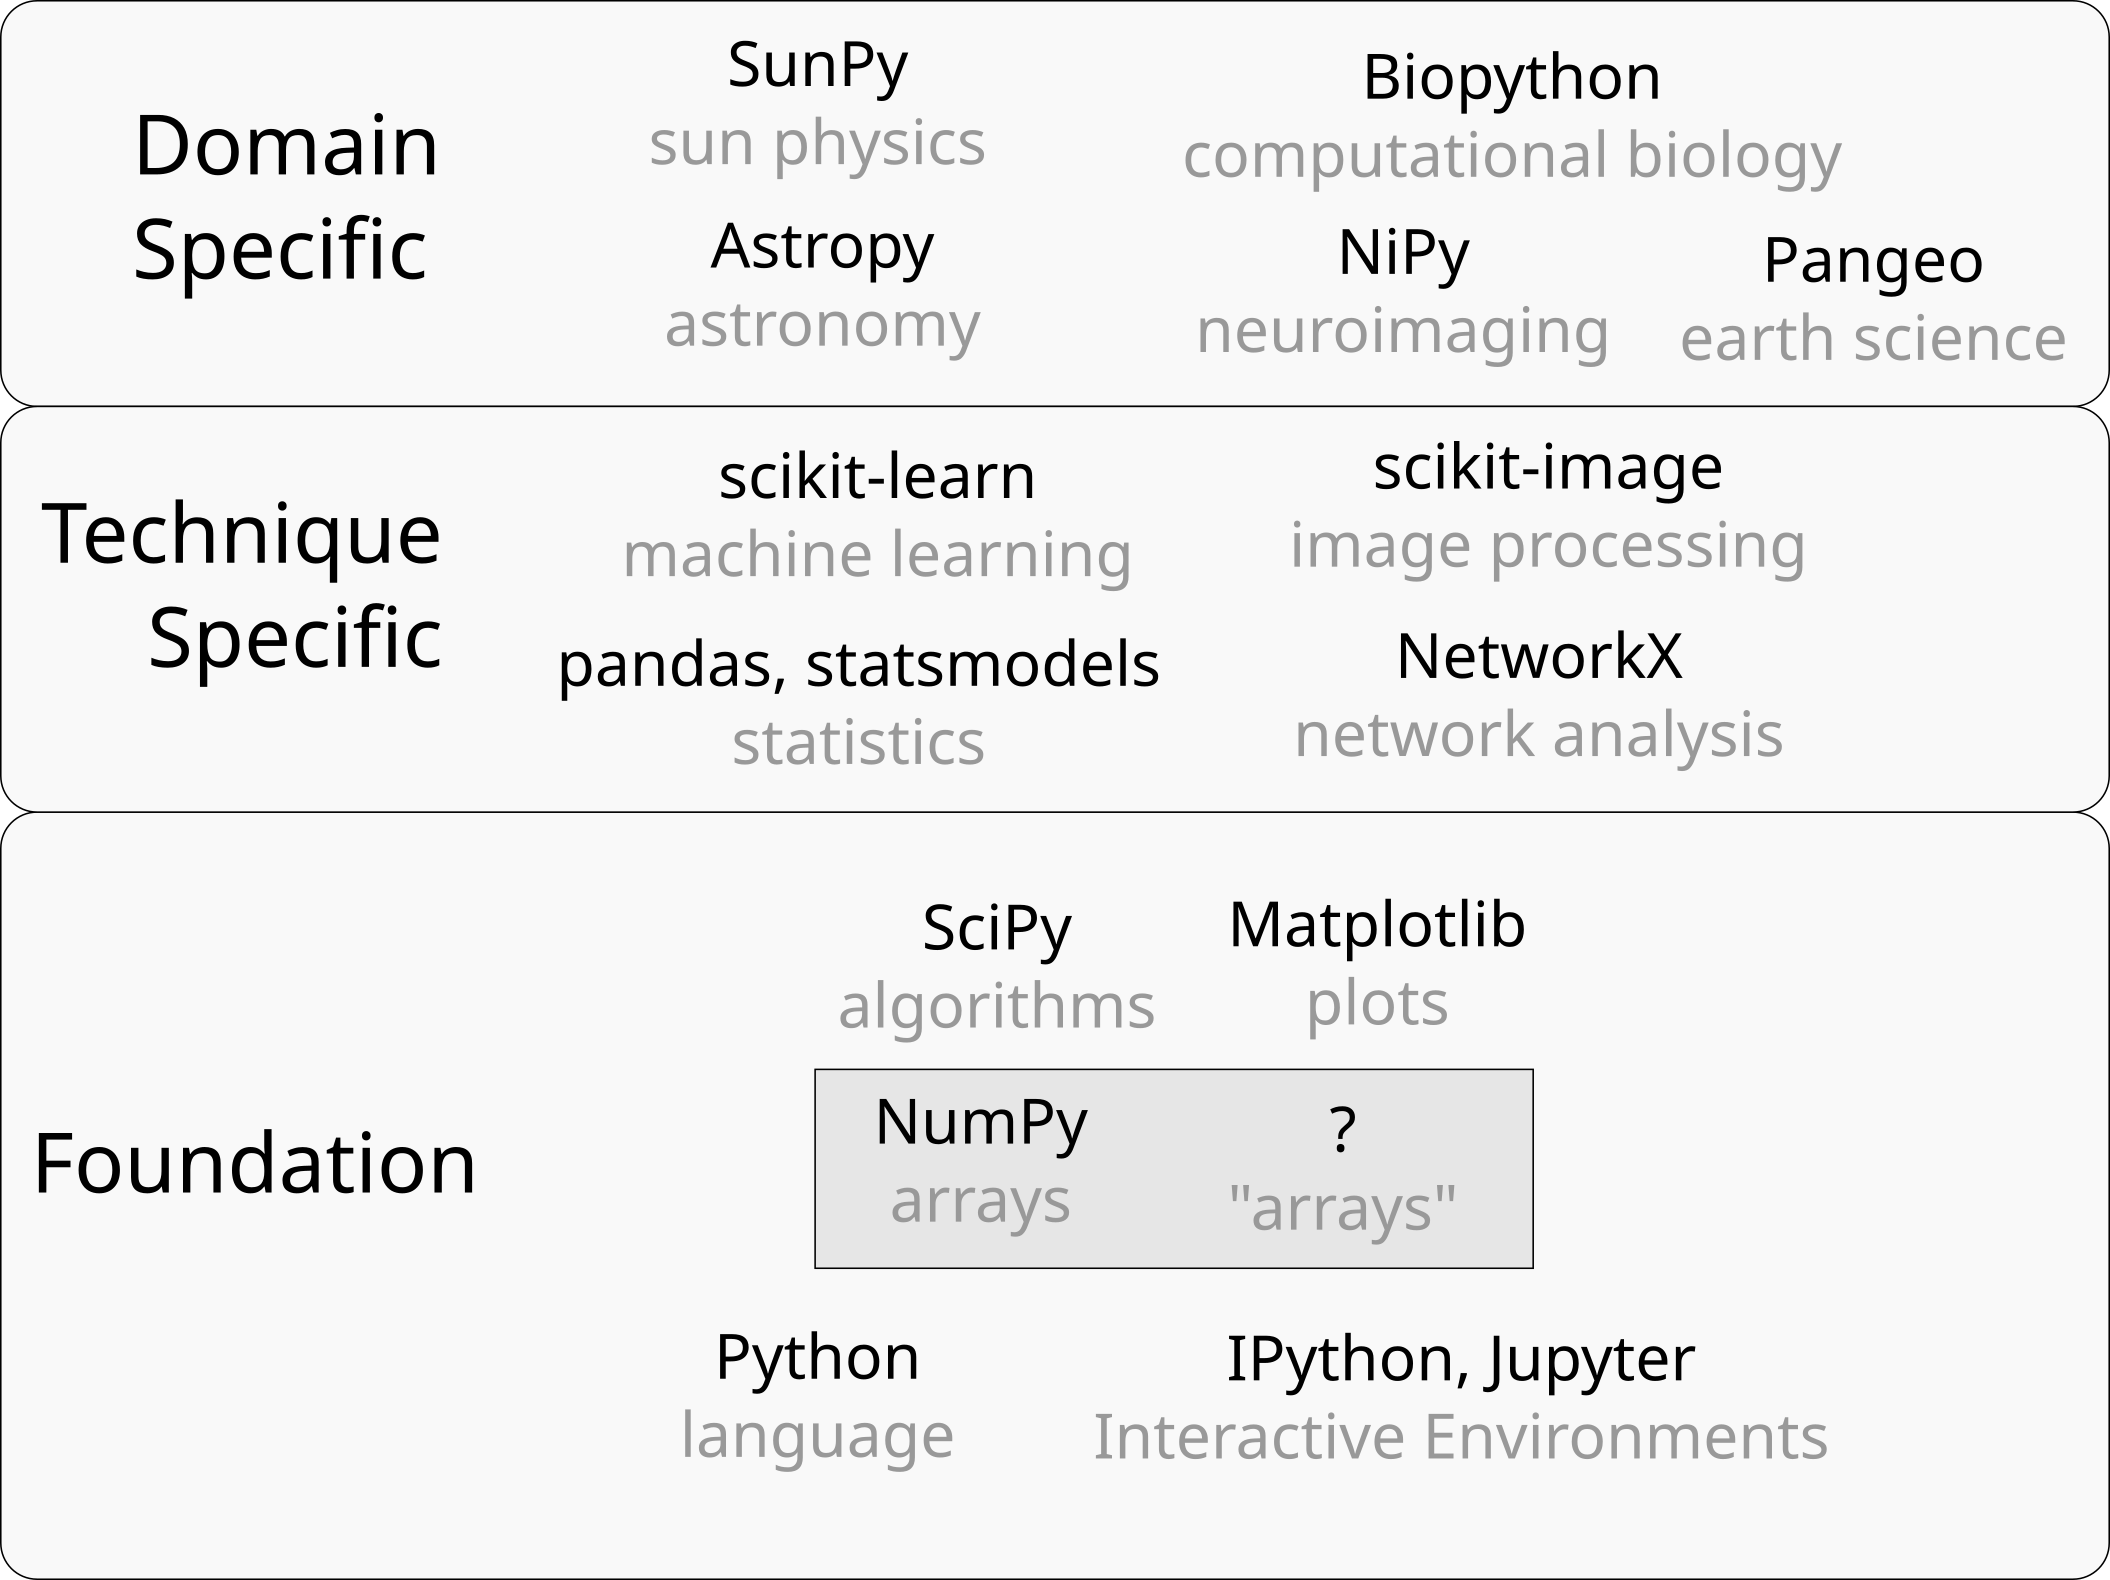 Domain
Specific
SunPy
sun physics
Biopython
computational biology
Astropy
astronomy
NiPy
neuroimaging
Pangeo
earth science
Technique
Specific
scikit-learn
machine learning
scikit-image
image processing
pandas, statsmodels
statistics
NetworkX
network analysis
Foundation
SciPy
algorithms
Matplotlib
plots
NumPy
arrays
?
"arrays"
Python
language
IPython, Jupyter
Interactive Environments